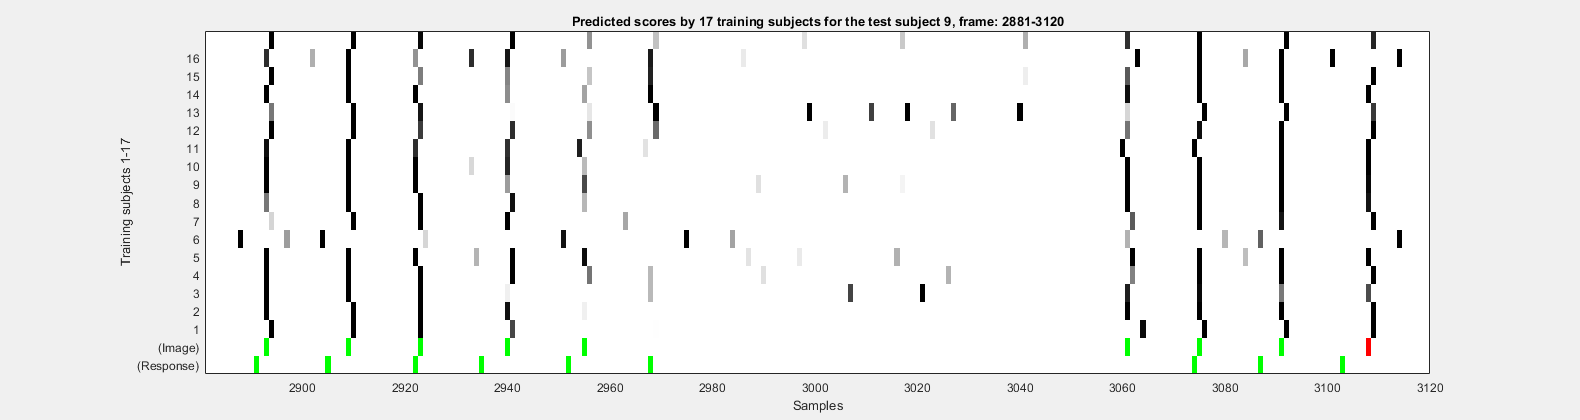 Predicted scores by 17 training subjects for the test subject 9, frame: 2881-3120
Training subjects 1-17
16
15
14
13
12
11
10
9
8
7
6
5
4
3
2
1
(Image)
(Response)
2900 2920 2940 2960 2980 3000 3020 3040 3060 3080 3100 3120
Samples